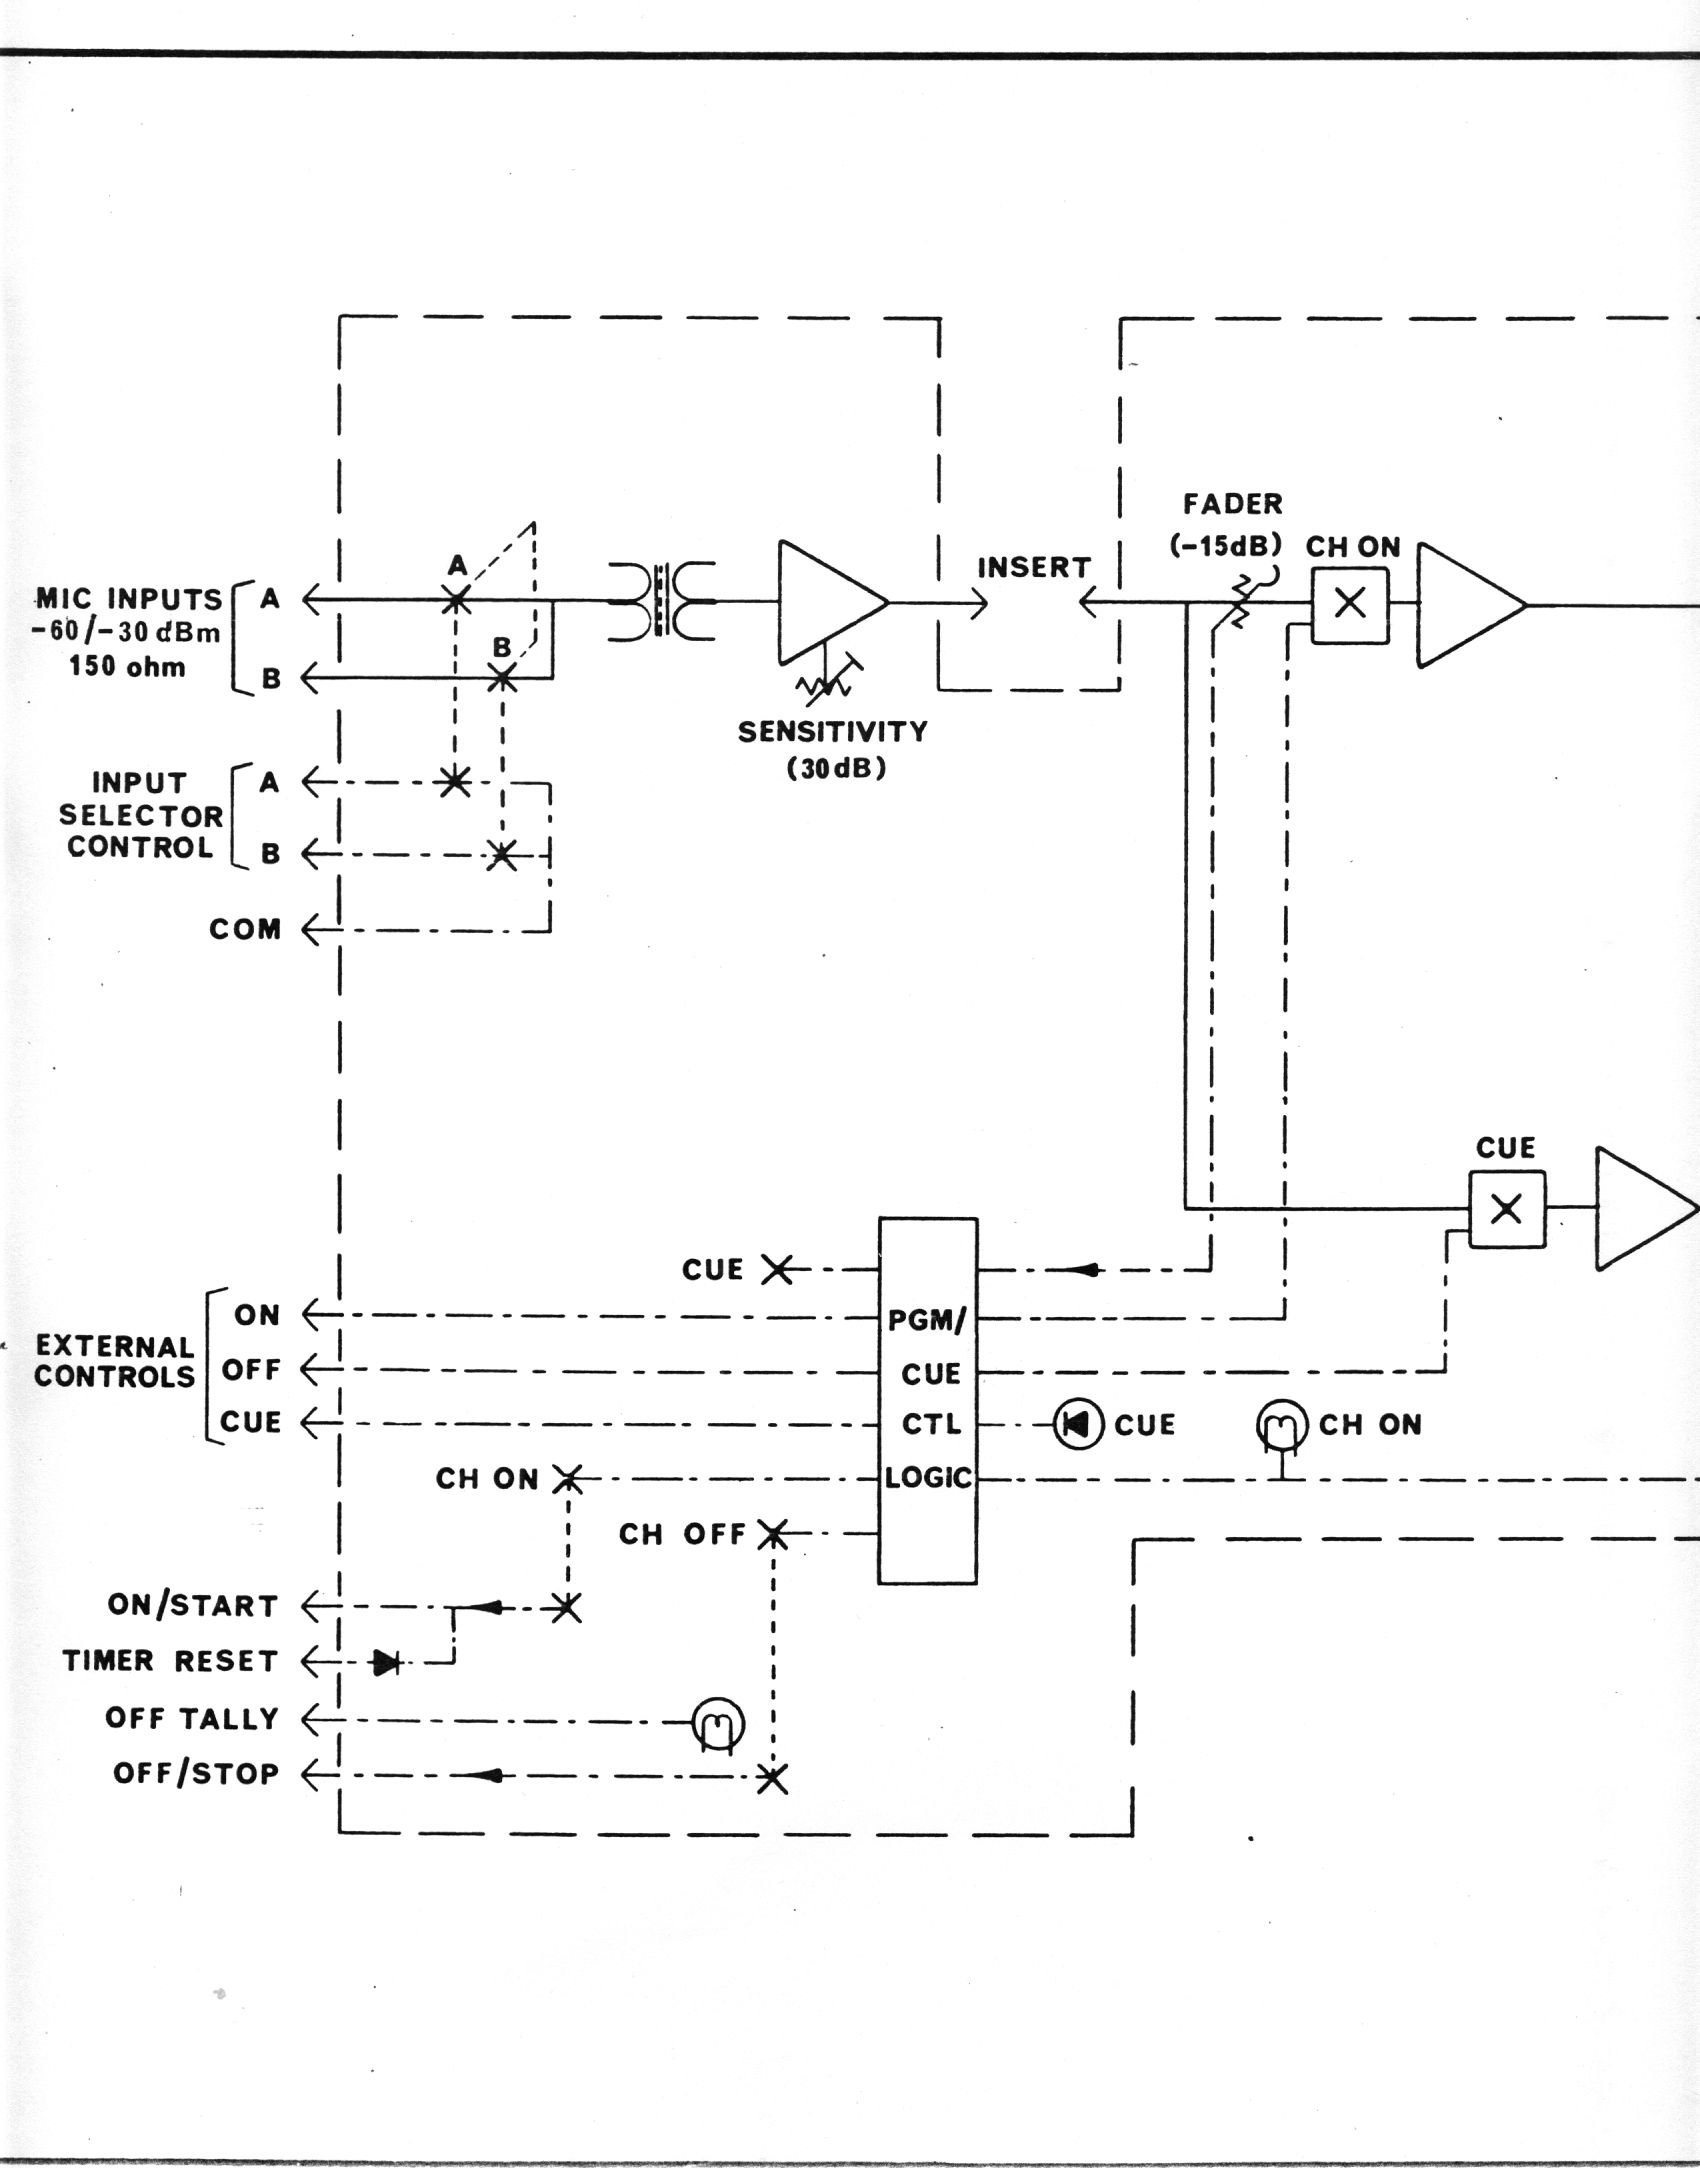 FADER
(-15dB)
CH ON
INSERT
A
MIC INPUTS
-60/-30 dBm
150 ohm
A
B
B
SENSITIVITY
(30dB)
INPUT
SELECTOR
CONTROL
A
B
COM
CUE
CUE
EXTERNAL
CONTROLS
ON
OFF
CUE
PGM/
CUE
CTL
LOGIC
CUE
CH ON
CH ON
CH OFF
ON/START
TIMER RESET
OFF TALLY
OFF/STOP